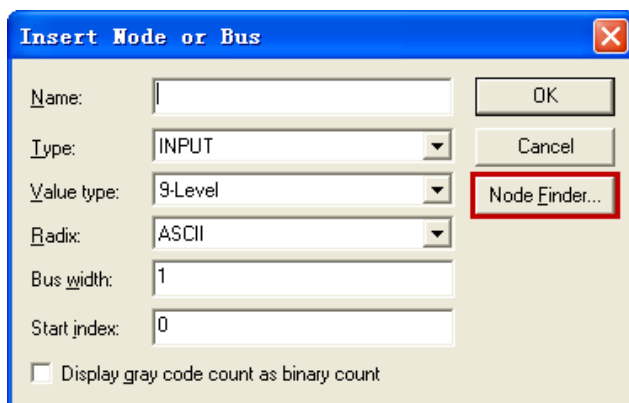 Insert Node or Bus
Name:
OK
Type: INPUT
Cancel
Value type: 9-Level
Node Finder...
Radix: ASCII
Bus width: 1
Start index: 0
Display gray code count as binary count